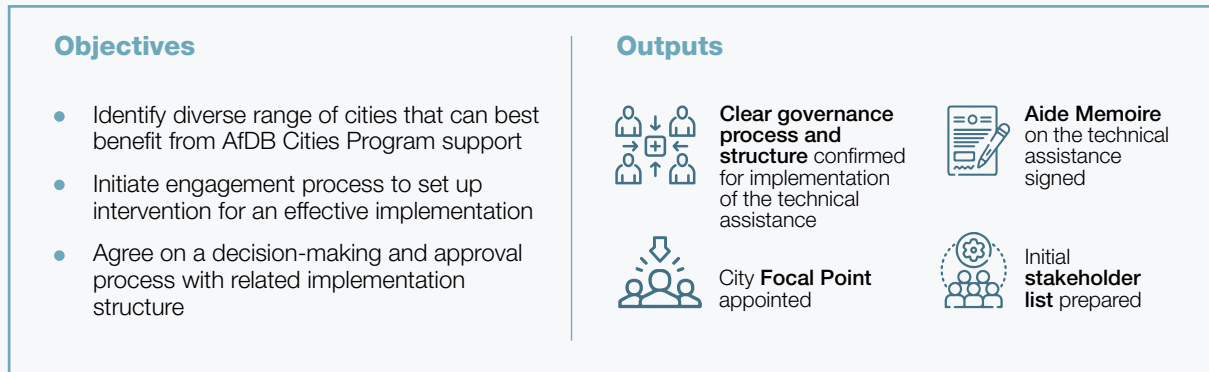 Objectives
Identify diverse range of cities that can best
benefit from AfDB Cities Program support
Initiate engagement process to set up
intervention for an effective implementation
Agree on a decision-making and approval
process with related implementation
structure
Outputs
Clear governance
process and
structure confirmed
for implementation
of the technical
assistance
Aide Memoire
on the technical
assistance
signed
City Focal Point
appointed
Initial
stakeholder
list prepared